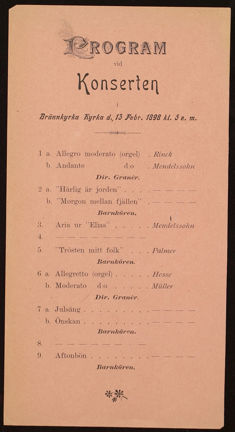 PROGRAM
vid
Konserten
i
Brännkyrka Kyrka d. 13 Febr. 1898 kl. 5 e. m.
1 a. Allegro moderato (orgel) . Rinck
b. Andante d:o . Mendelssohn
Dir. Granér.
2 a. "Härlig är jorden" . . . . .
b. "Morgon mellan fjällen" . .
Barnkören.
3. Aria ur "Elias" . . . . . Mendelssohn
4.
5. "Trösten mitt folk" . . . Palmer
Barnkören.
6 a. Allegretto (orgel) . . . . Hesse
b. Moderato d:o . . . . Müller
Dir. Granér.
7 a. Julsång . . . . . . . .
b. Önskan . . . . . . . .
Barnkören.
8.
9. Aftonbön . . . . . . . .
Barnkören.